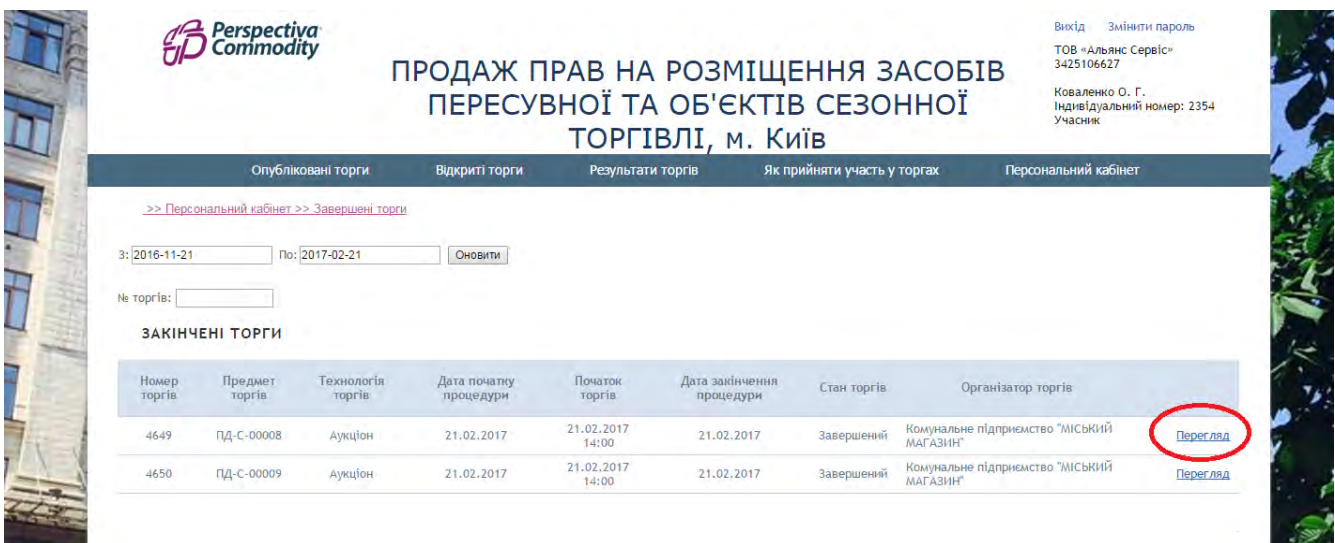 Perspectiva
Commodity
Вихід Змінити пароль
ТОВ «Альянс Сервіс»
3425106627
Коваленко О. Г.
Індивідуальний номер: 2354
Учасник
ПРОДАЖ ПРАВ НА РОЗМІЩЕННЯ ЗАСОБІВ
ПЕРЕСУВНОЇ ТА ОБ'ЄКТІВ СЕЗОННОЇ
ТОРГІВЛІ, м. Київ
Опубліковані торги Відкриті торги Результати торгів Як прийняти участь у торгах Персональний кабінет
>> Персональний кабінет >> Завершені торги
З: 2016-11-21 По: 2017-02-21 Оновити
№ торгів:
ЗАКІНЧЕНІ ТОРГИ
Номер торгів Предмет торгів Технологія торгів Дата початку процедури Початок торгів Дата закінчення процедури Стан торгів Організатор торгів
4649 ПД-С-00008 Аукціон 21.02.2017 21.02.2017 14:00 21.02.2017 Завершений Комунальне підприємство "МІСЬКИЙ МАГАЗИН" Перегляд
4650 ПД-С-00009 Аукціон 21.02.2017 21.02.2017 14:00 21.02.2017 Завершений Комунальне підприємство "МІСЬКИЙ МАГАЗИН" Перегляд